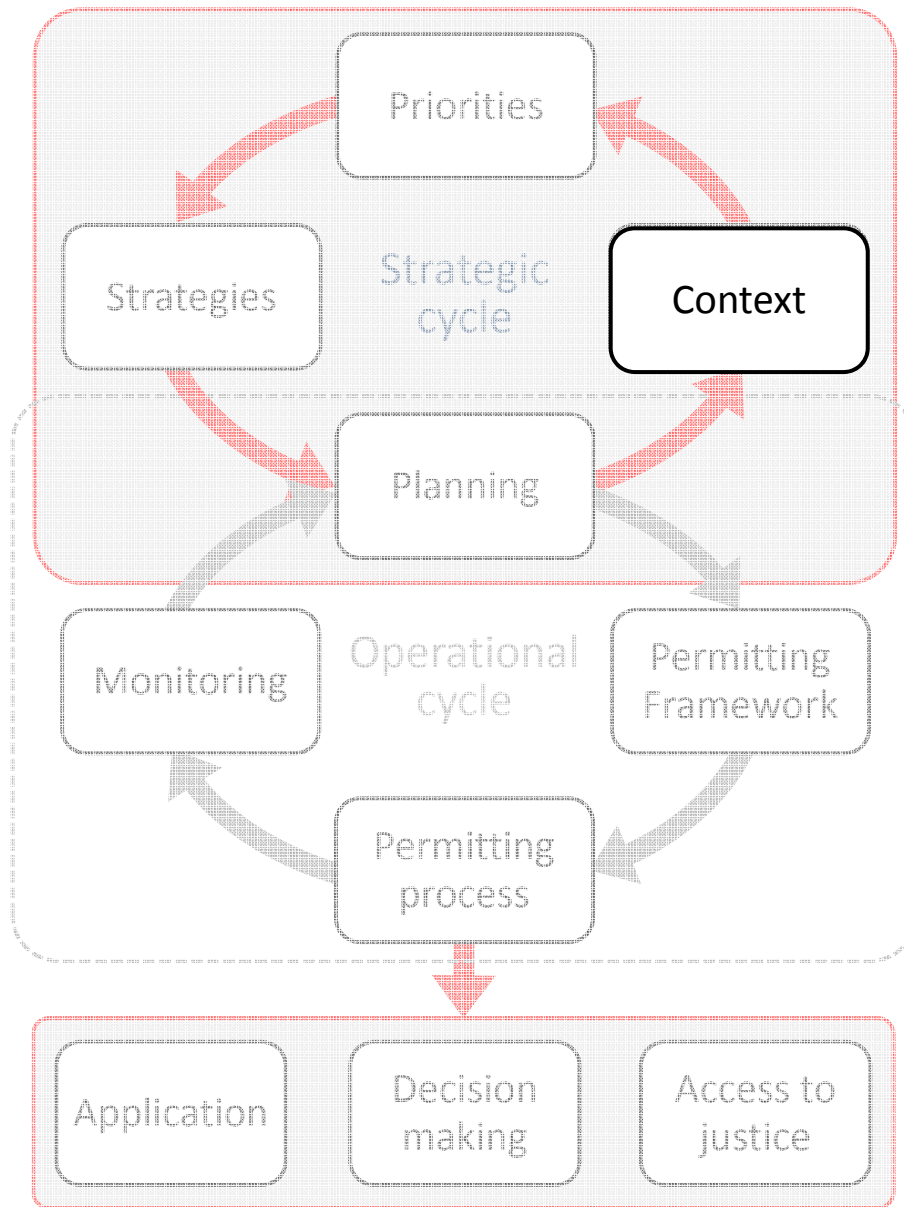 Priorities
Strategies
Strategic
cycle
Context
Planning
Monitoring
Operational
cycle
Permitting
Framework
Permitting
process
Application
Decision
making
Access to
justice